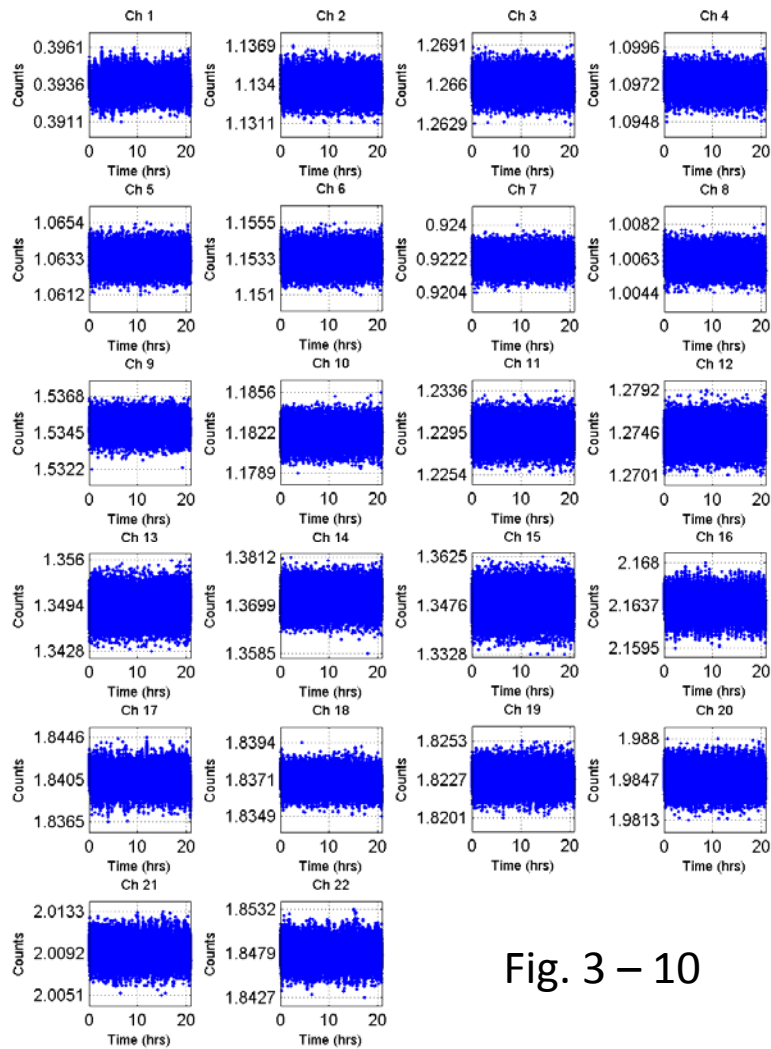 Ch 1
0.3961
0.3936
0.3911
Counts
0 10 20
Time (hrs)
Ch 2
1.1369
1.134
1.1311
Counts
0 10 20
Time (hrs)
Ch 3
1.2691
1.266
1.2629
Counts
0 10 20
Time (hrs)
Ch 4
1.0996
1.0972
1.0948
Counts
0 10 20
Time (hrs)
Ch 5
1.0654
1.0633
1.0612
Counts
0 10 20
Time (hrs)
Ch 6
1.1555
1.1533
1.151
Counts
0 10 20
Time (hrs)
Ch 7
0.924
0.9222
0.9204
Counts
0 10 20
Time (hrs)
Ch 8
1.0082
1.0063
1.0044
Counts
0 10 20
Time (hrs)
Ch 9
1.5368
1.5345
1.5322
Counts
0 10 20
Time (hrs)
Ch 10
1.1856
1.1822
1.1789
Counts
0 10 20
Time (hrs)
Ch 11
1.2336
1.2295
1.2254
Counts
0 10 20
Time (hrs)
Ch 12
1.2792
1.2746
1.2701
Counts
0 10 20
Time (hrs)
Ch 13
1.356
1.3494
1.3428
Counts
0 10 20
Time (hrs)
Ch 14
1.3812
1.3699
1.3585
Counts
0 10 20
Time (hrs)
Ch 15
1.3625
1.3476
1.3328
Counts
0 10 20
Time (hrs)
Ch 16
2.168
2.1637
2.1595
Counts
0 10 20
Time (hrs)
Ch 17
1.8446
1.8405
1.8365
Counts
0 10 20
Time (hrs)
Ch 18
1.8394
1.8371
1.8349
Counts
0 10 20
Time (hrs)
Ch 19
1.8253
1.8227
1.8201
Counts
0 10 20
Time (hrs)
Ch 20
1.988
1.9847
1.9813
Counts
0 10 20
Time (hrs)
Ch 21
2.0133
2.0092
2.0051
Counts
0 10 20
Time (hrs)
Ch 22
1.8532
1.8479
1.8427
Counts
0 10 20
Time (hrs)
Fig. 3 – 10